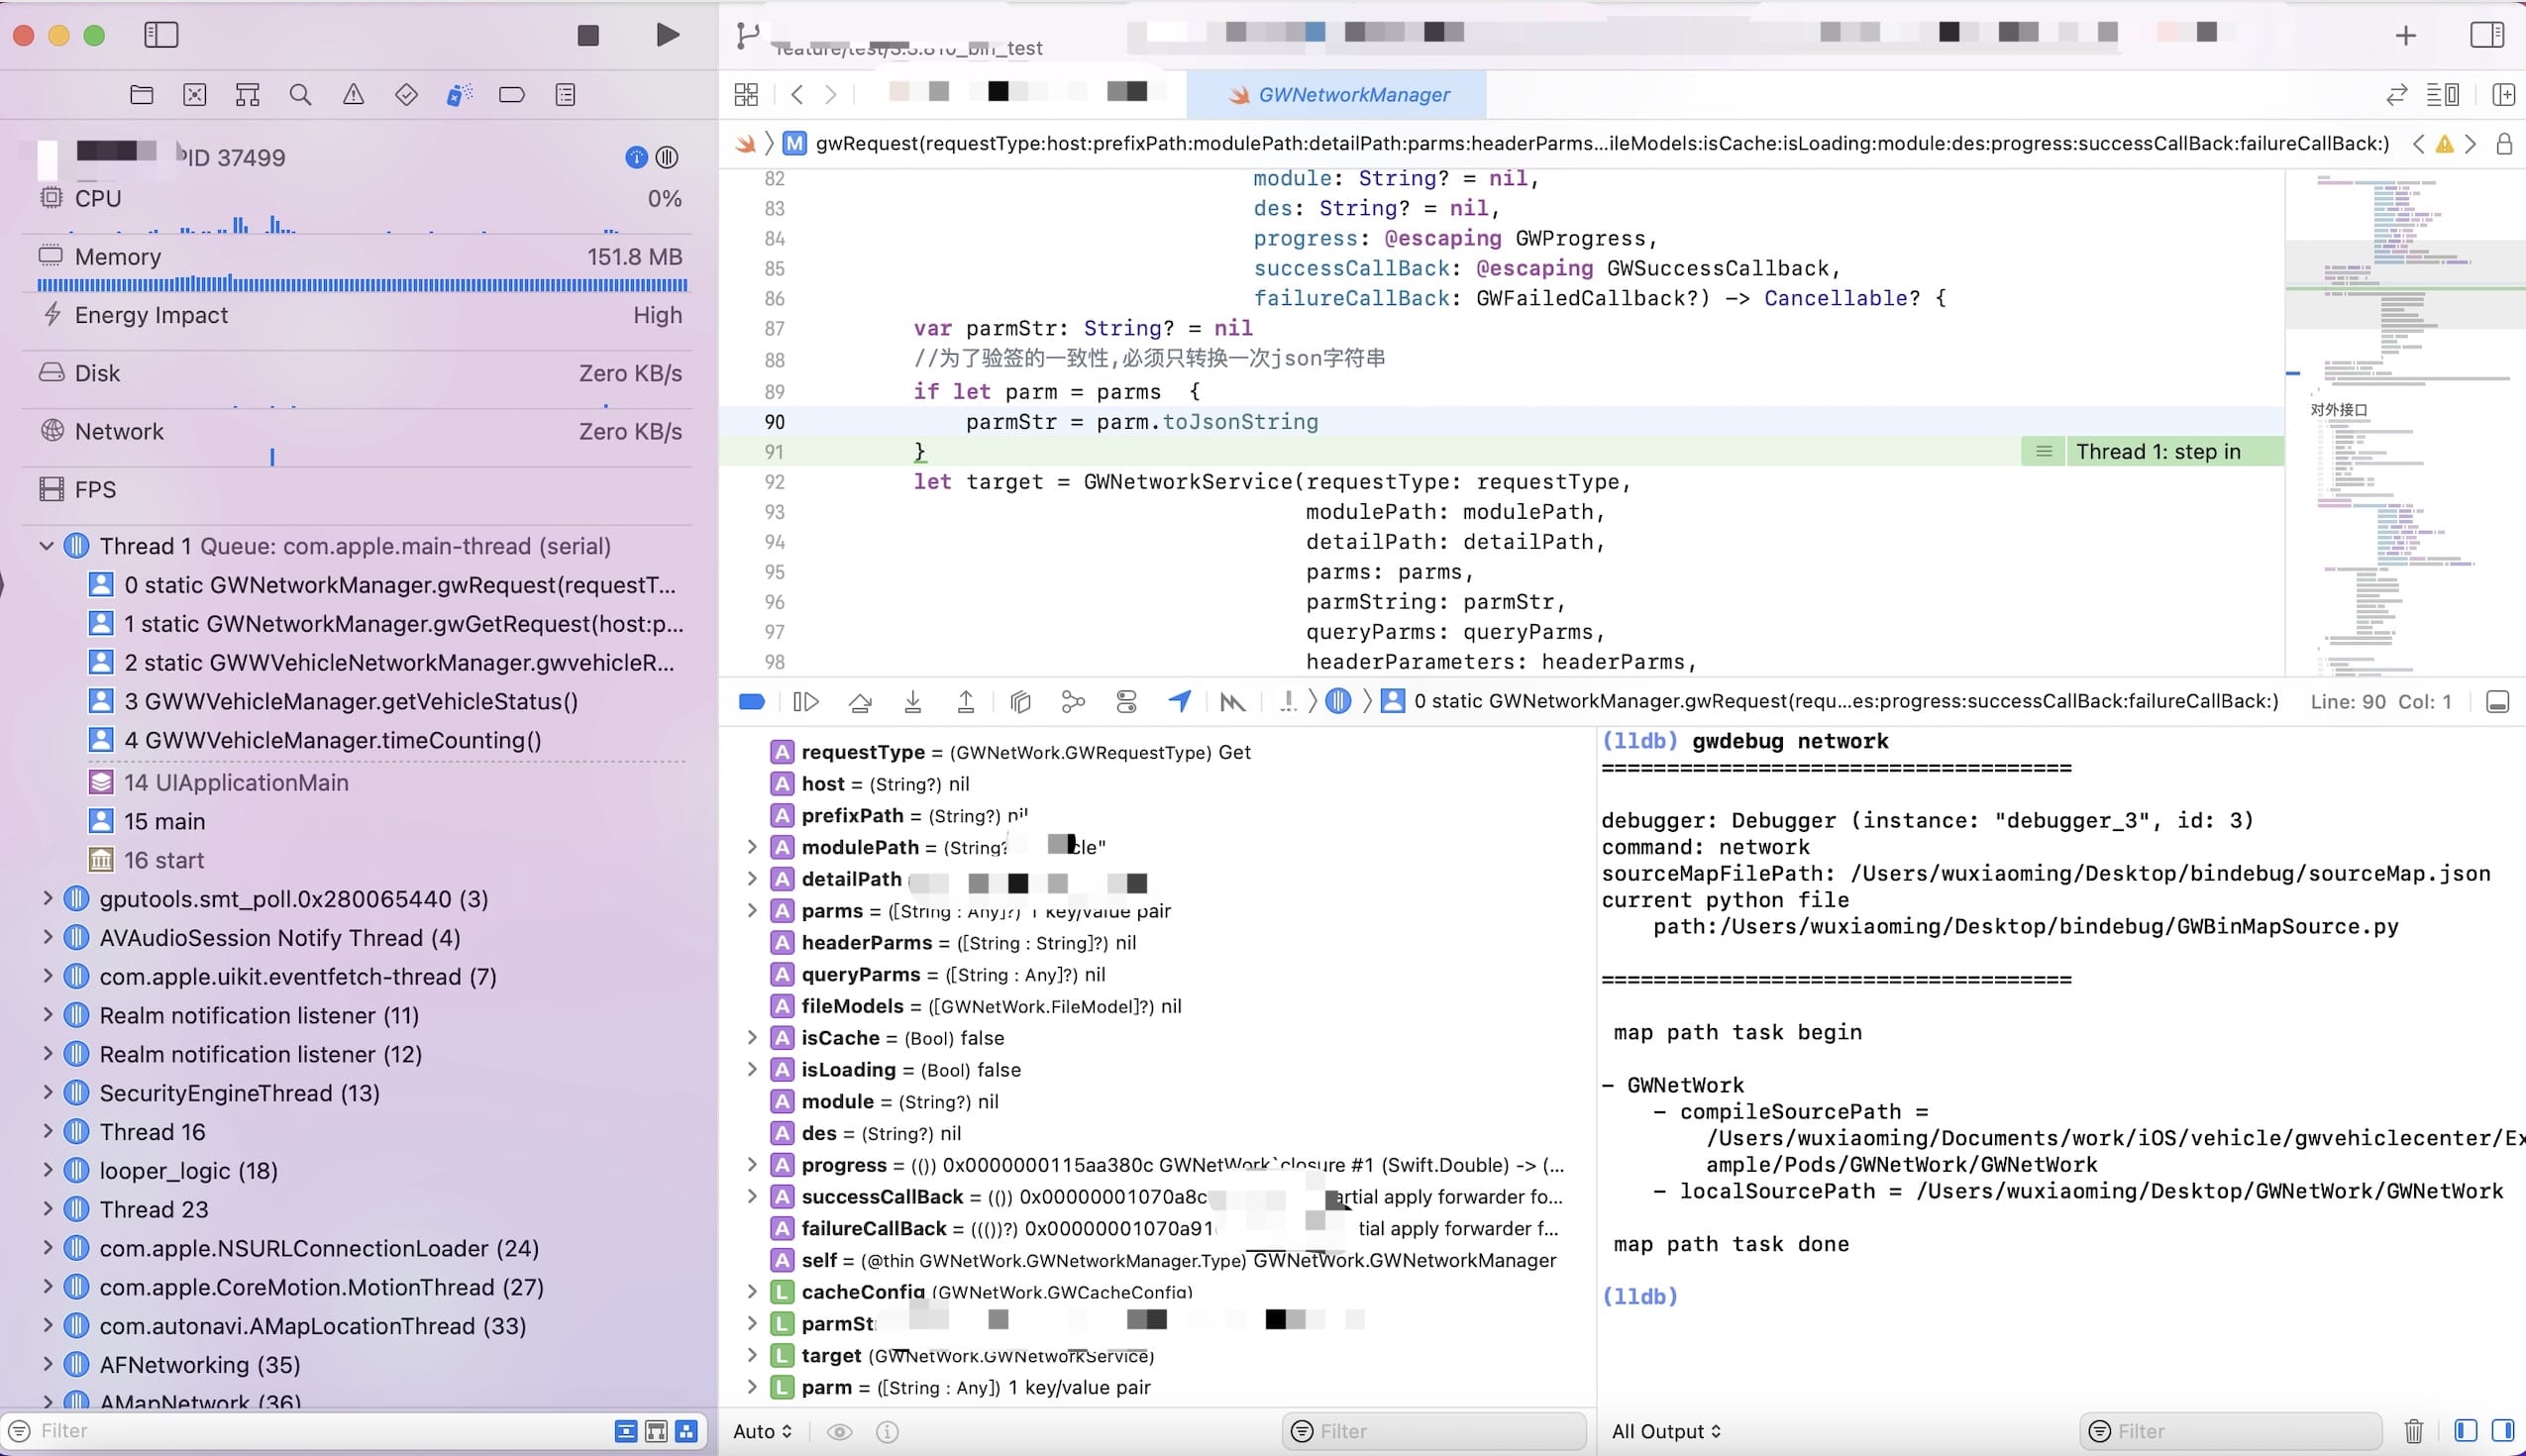 feature/test/3.3.810_bin_test
GWNetworkManager
PID 37499
CPU 0%
Memory 151.8 MB
Energy Impact High
Disk Zero KB/s
Network Zero KB/s
FPS
Thread 1 Queue: com.apple.main-thread (serial)
0 static GWNetworkManager.gwRequest(requestT...
1 static GWNetworkManager.gwGetRequest(host:p...
2 static GWWVehicleNetworkManager.gwvehicleR...
3 GWWVehicleManager.getVehicleStatus()
4 GWWVehicleManager.timeCounting()
14 UIApplicationMain
15 main
16 start
gputools.smt_poll.0x280065440 (3)
AVAudioSession Notify Thread (4)
com.apple.uikit.eventfetch-thread (7)
Realm notification listener (11)
Realm notification listener (12)
SecurityEngineThread (13)
Thread 16
looper_logic (18)
Thread 23
com.apple.NSURLConnectionLoader (24)
com.apple.CoreMotion.MotionThread (27)
com.autonavi.AMapLocationThread (33)
AFNetworking (35)
AMapNetwork (36)
Filter
M gwRequest(requestType:host:prefixPath:modulePath:detailPath:parms:headerParms...ileModels:isCache:isLoading:module:des:progress:successCallBack:failureCallBack:)
82 module: String? = nil,
83 des: String? = nil,
84 progress: @escaping GWProgress,
85 successCallBack: @escaping GWSuccessCallback,
86 failureCallBack: GWFailedCallback?) -> Cancellable? {
87 var parmStr: String? = nil
88 //为了验签的一致性,必须只转换一次json字符串
89 if let parm = parms  {
90 parmStr = parm.toJsonString
91 }
Thread 1: step in
92 let target = GWNetworkService(requestType: requestType,
93 modulePath: modulePath,
94 detailPath: detailPath,
95 parms: parms,
96 parmString: parmStr,
97 queryParms: queryParms,
98 headerParameters: headerParms,
对外接口
0 static GWNetworkManager.gwRequest(requ...es:progress:successCallBack:failureCallBack:)
Line: 90 Col: 1
A requestType = (GWNetWork.GWRequestType) Get
A host = (String?) nil
A prefixPath = (String?) nil
A modulePath = (String? cle"
A detailPath
A parms = ([String : Any]?) 1 key/value pair
A headerParms = ([String : String]?) nil
A queryParms = ([String : Any]?) nil
A fileModels = ([GWNetWork.FileModel]?) nil
A isCache = (Bool) false
A isLoading = (Bool) false
A module = (String?) nil
A des = (String?) nil
A progress = (()) 0x0000000115aa380c GWNetWork`closure #1 (Swift.Double) -> (...
A successCallBack = (()) 0x00000001070a8c artial apply forwarder fo...
A failureCallBack = ((())?) 0x00000001070a91 tial apply forwarder f...
A self = (@thin GWNetWork.GWNetworkManager.Type) GWNetWork.GWNetworkManager
L cacheConfig (GWNetWork.GWCacheConfig)
L parmSt
L target (GWNetWork.GWNetworkService)
L parm = ([String : Any]) 1 key/value pair
Auto
Filter
(lldb) gwdebug network
====================================
debugger: Debugger (instance: "debugger_3", id: 3)
command: network
sourceMapFilePath: /Users/wuxiaoming/Desktop/bindebug/sourceMap.json
current python file
path:/Users/wuxiaoming/Desktop/bindebug/GWBinMapSource.py
====================================
map path task begin
– GWNetWork
– compileSourcePath =
/Users/wuxiaoming/Documents/work/iOS/vehicle/gwvehiclecenter/Ex
ample/Pods/GWNetWork/GWNetWork
– localSourcePath = /Users/wuxiaoming/Desktop/GWNetWork/GWNetWork
map path task done
(lldb)
All Output
Filter